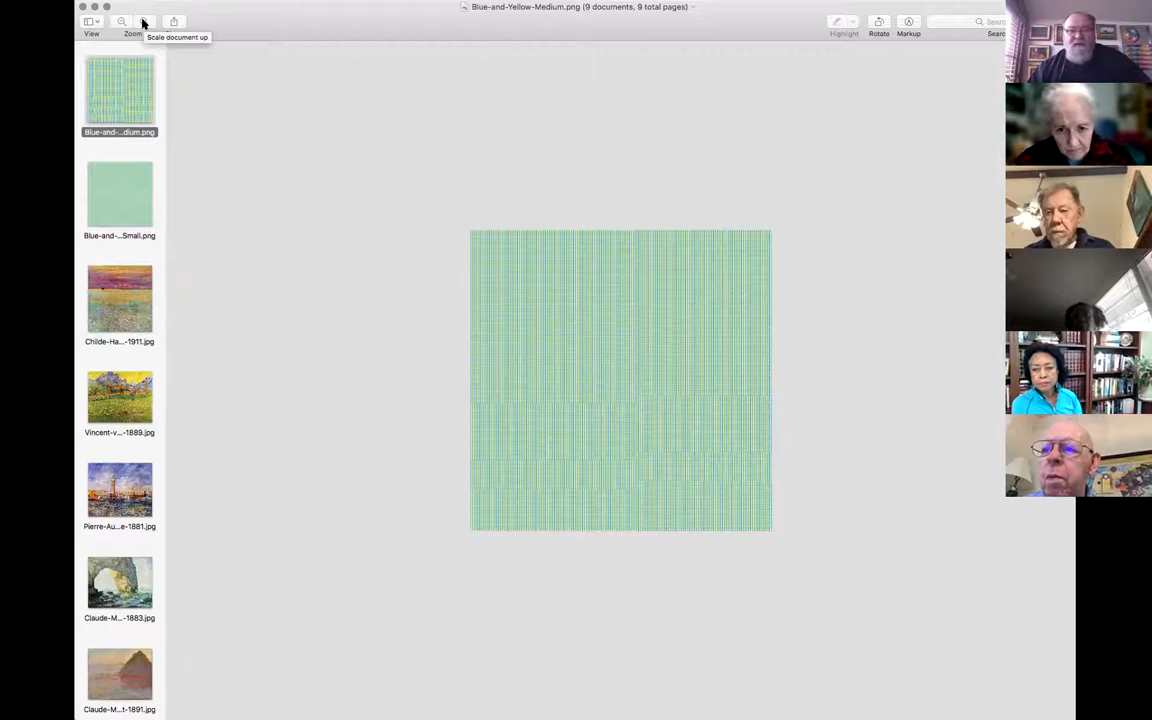 Blue-and-Yellow-Medium.png (9 documents, 9 total pages)
View
Zoom
Scale document up
Highlight
Rotate
Markup
Searc
Searc
Blue-and-...dium.png
Blue-and-...Small.png
Childe-Ha...-1911.jpg
Vincent-v...-1889.jpg
Pierre-Au...e-1881.jpg
Claude-M...-1883.jpg
Claude-M...t-1891.jpg